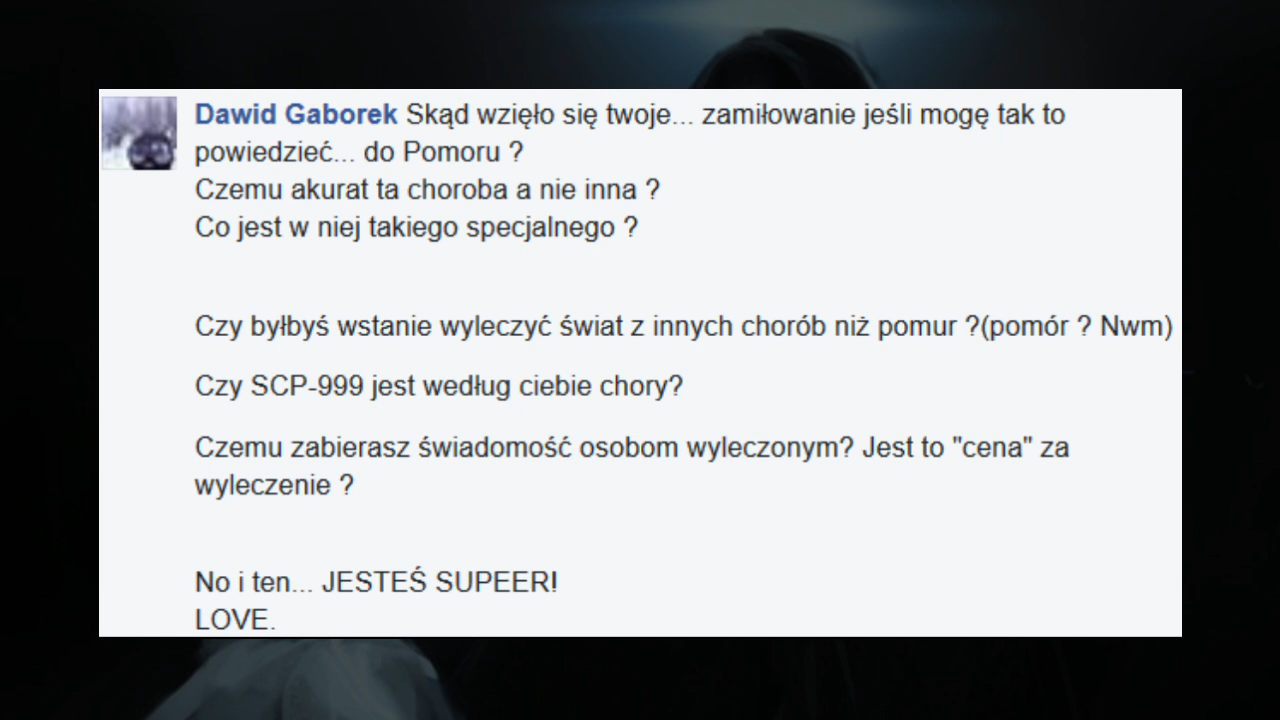 Dawid Gaborek Skąd wzięło się twoje... zamiłowanie jeśli mogę tak to
powiedzieć... do Pomoru ?
Czemu akurat ta choroba a nie inna ?
Co jest w niej takiego specjalnego ?
Czy byłbyś wstanie wyleczyć świat z innych chorób niż pomur ?(pomór ? Nwm)
Czy SCP-999 jest według ciebie chory?
Czemu zabierasz świadomość osobom wyleczonym? Jest to "cena" za
wyleczenie ?
No i ten... JESTEŚ SUPEER!
LOVE.